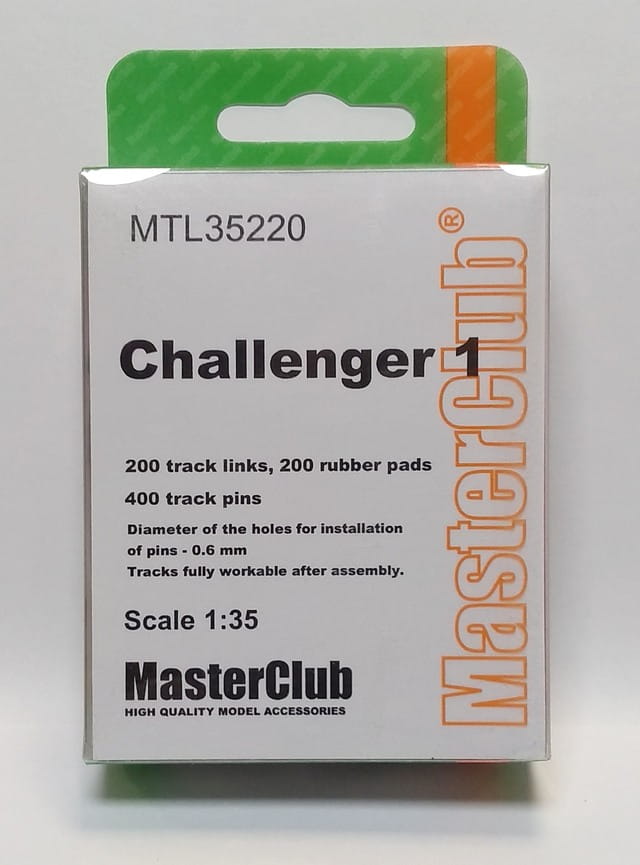 MTL35220
Challenger 1
200 track links, 200 rubber pads
400 track pins
Diameter of the holes for installation
of pins - 0.6 mm
Tracks fully workable after assembly.
Scale 1:35
MasterClub
HIGH QUALITY MODEL ACCESSORIES
MasterClub®